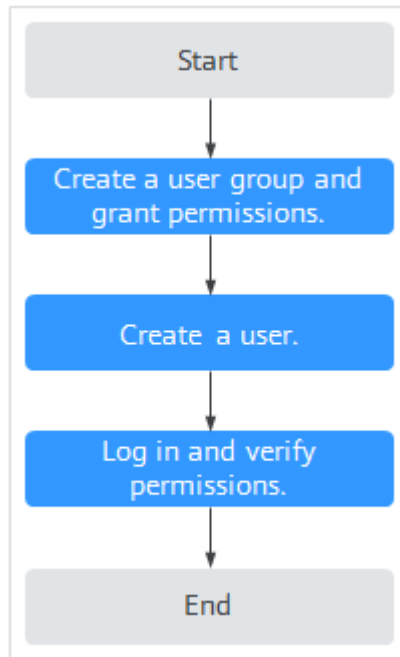 Start
Create a user group and
grant permissions.
Create a user.
Log in and verify
permissions.
End